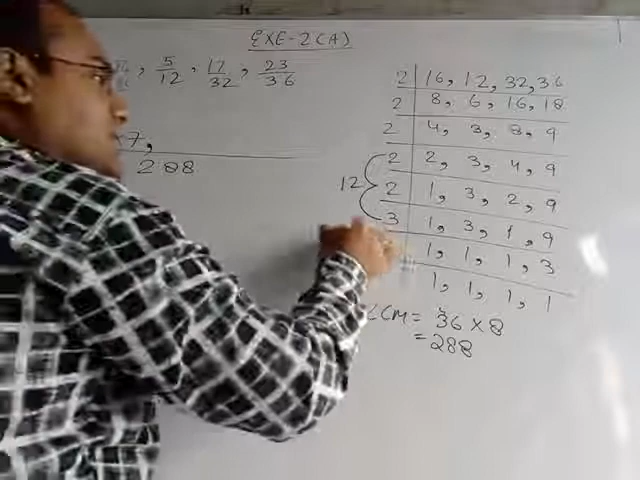 EXE-2(A)
, 5/12, 17/32, 23/36
×7,
288
2 | 16, 12, 32, 36
2 | 8, 6, 16, 18
2 | 4, 3, 8, 9
2 | 2, 3, 4, 9
12 { 2 | 1, 3, 2, 9
3 | 1, 3, 1, 9
1, 1, 1, 3
1, 1, 1, 1
LCM = 36 × 8
= 288